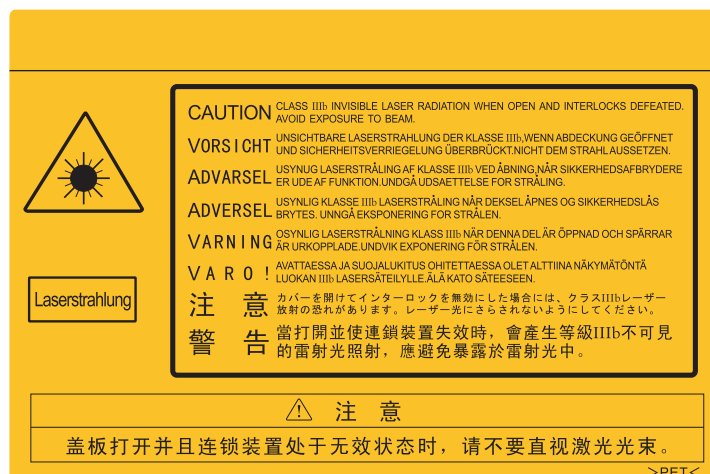 CAUTION CLASS IIIb INVISIBLE LASER RADIATION WHEN OPEN AND INTERLOCKS DEFEATED.
AVOID EXPOSURE TO BEAM.
VORSICHT UNSICHTBARE LASERSTRAHLUNG DER KLASSE IIIb,WENN ABDECKUNG GEÖFFNET
UND SICHERHEITSVERRIEGELUNG ÜBERBRÜCKT.NICHT DEM STRAHL AUSSETZEN.
ADVARSEL USYNUG LASERSTRÅLING AF KLASSE IIIb VED ÅBNING,NÅR SIKKERHEDSAFBRYDERE
ER UDE AF FUNKTION.UNDGÅ UDSAETTELSE FOR STRÅLING.
ADVERSEL USYNLIG KLASSE IIIb LASERSTRÅLING NÅR DEKSEL ÅPNES OG SIKKERHEDSLÅS
BRYTES. UNNGÅ EKSPONERING FOR STRÅLEN.
VARNING OSYNLIG LASERSTRÅLNING KLASS IIIb NÄR DENNA DEL ÄR ÖPPNAD OCH SPÄRRAR
ÄR URKOPPLADE.UNDVIK EXPONERING FÖR STRÅLEN.
VARO! AVATTAESSA JA SUOJALUKITUS OHITETTAESSA OLET ALTTIINA NÄKYMÄTÖNTÄ
LUOKAN IIIb LASERSÄTEILYLLE.ÄLÄ KATO SÄTEESEEN.
注意 カバーを開けてインターロックを無効にした場合には、クラスIIIbレーザー
放射の恐れがあります。レーザー光にさらされないようにしてください。
警告 當打開並使連鎖裝置失效時，會產生等級IIIb不可見
的雷射光照射，應避免暴露於雷射光中。
Laserstrahlung
注意
盖板打开并且连锁装置处于无效状态时，请不要直视激光光束。
>PET<